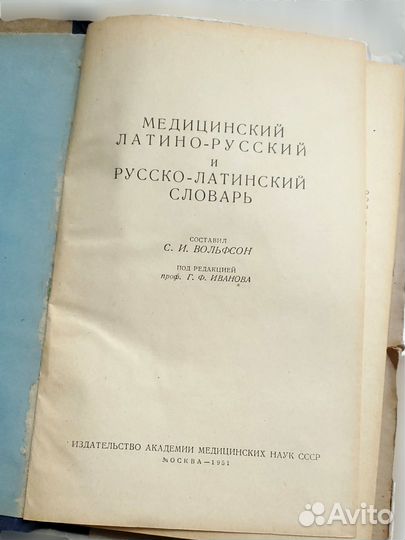 МЕДИЦИНСКИЙ
ЛАТИНО-РУССКИЙ
И
РУССКО-ЛАТИНСКИЙ
СЛОВАРЬ
СОСТАВИЛ
С. И. ВОЛЬФСОН
ПОД РЕДАКЦИЕЙ
проф. Г. Ф. ИВАНОВА
ИЗДАТЕЛЬСТВО АКАДЕМИИ МЕДИЦИНСКИХ НАУК СССР
МОСКВА—1951
Avito